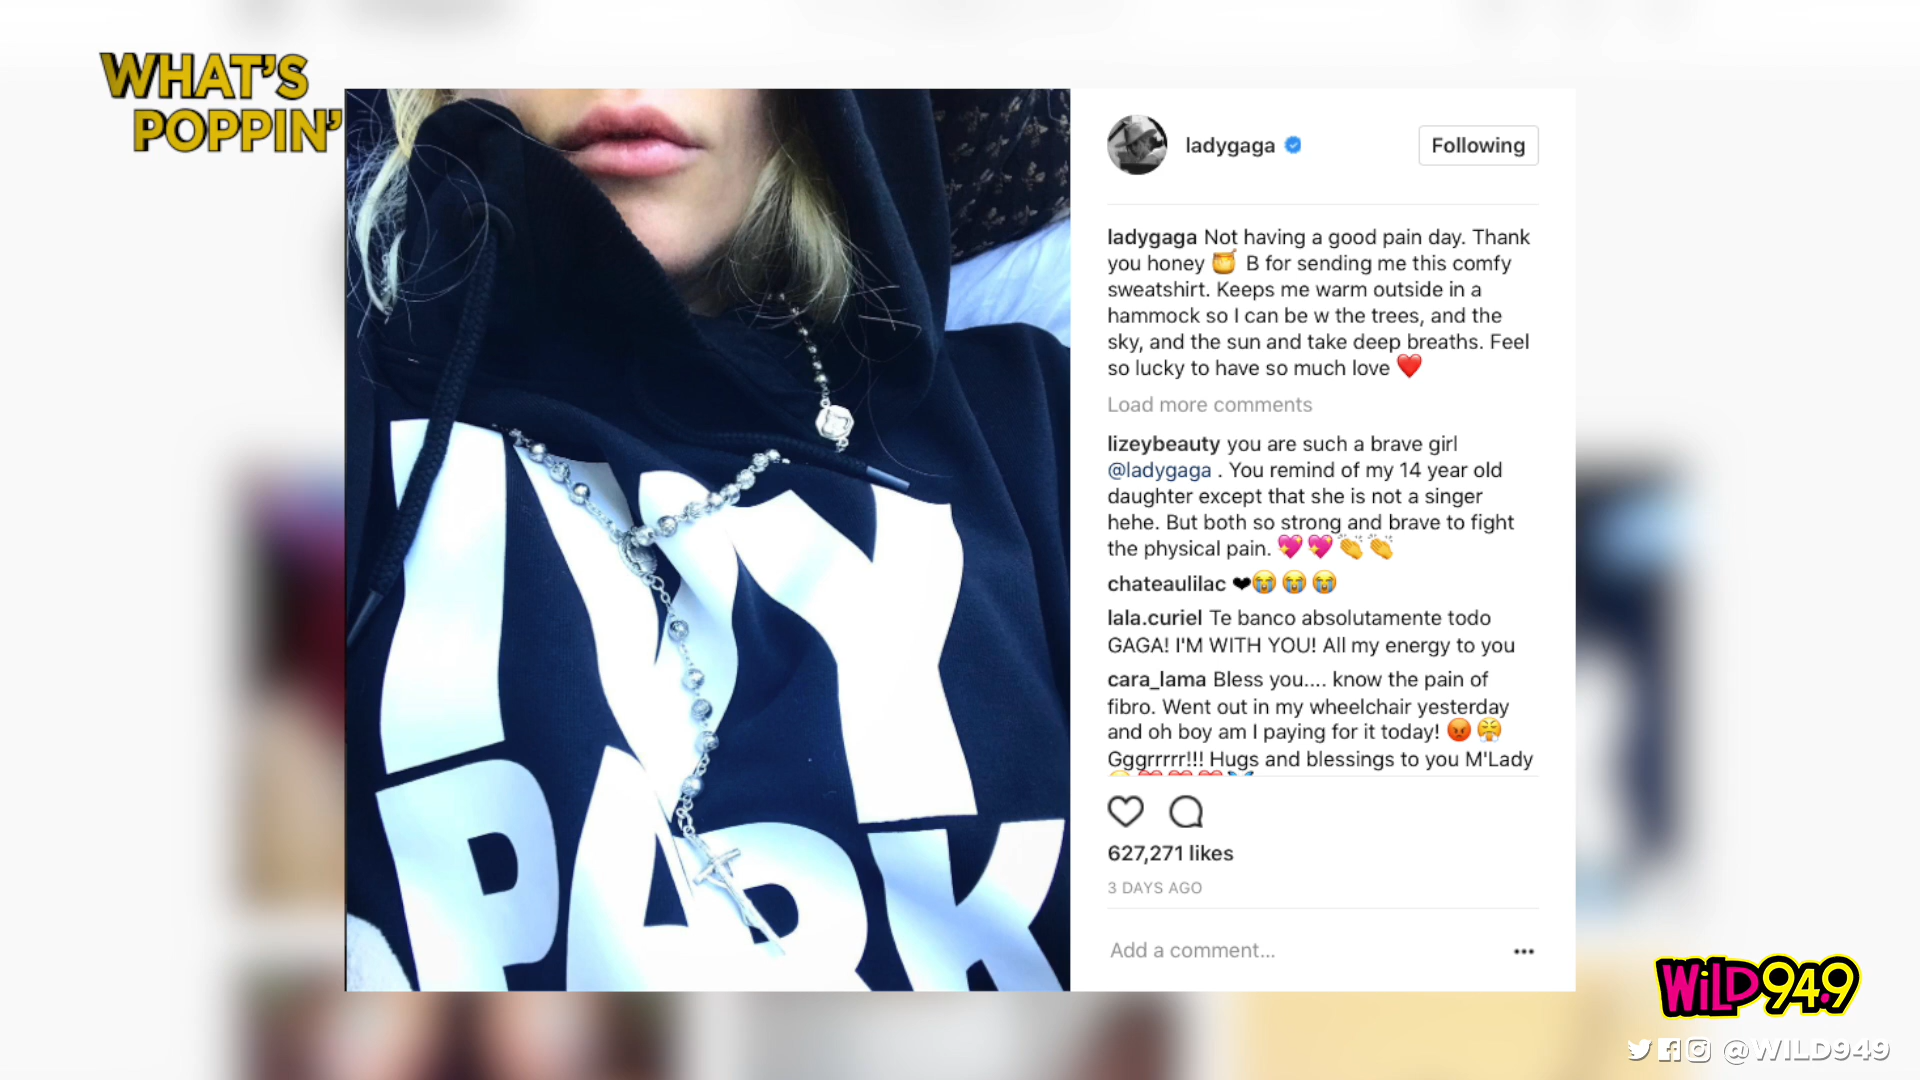 WHAT'S
POPPIN'
IVY
PARK
ladygaga
Following
ladygaga Not having a good pain day. Thank
you honey 🍯 B for sending me this comfy
sweatshirt. Keeps me warm outside in a
hammock so I can be w the trees, and the
sky, and the sun and take deep breaths. Feel
so lucky to have so much love ❤️
Load more comments
lizeybeauty you are such a brave girl
@ladygaga . You remind of my 14 year old
daughter except that she is not a singer
hehe. But both so strong and brave to fight
the physical pain. 💖 💖 👏 👏
chateaulilac ❤😭 😭 😭
lala.curiel Te banco absolutamente todo
GAGA! I'M WITH YOU! All my energy to you
cara_lama Bless you.... know the pain of
fibro. Went out in my wheelchair yesterday
and oh boy am I paying for it today! 😡 😤
Gggrrrrr!!! Hugs and blessings to you M'Lady
627,271 likes
3 DAYS AGO
Add a comment...
WiLD94.9
@WILD949